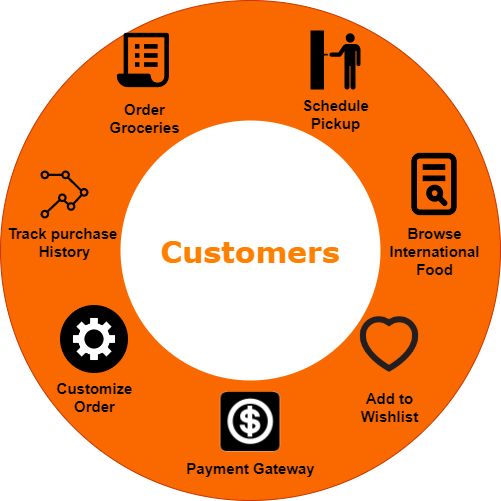 Order
Groceries
Schedule
Pickup
Track purchase
History
Browse
International
Food
Customers
Customize
Order
Add to
Wishlist
$
Payment Gateway